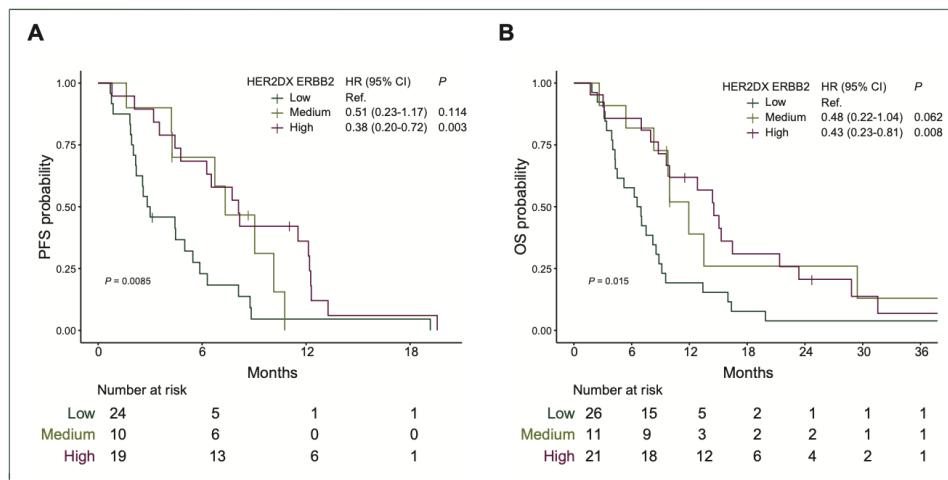 A
HER2DX ERBB2 HR (95% CI) P
Low Ref.
Medium 0.51 (0.23-1.17) 0.114
High 0.38 (0.20-0.72) 0.003
PFS probability
1.00
0.75
0.50
0.25
0.00
P = 0.0085
0 6 12 18
Months
Number at risk
Low 24 5 1 1
Medium 10 6 0 0
High 19 13 6 1
B
HER2DX ERBB2 HR (95% CI) P
Low Ref.
Medium 0.48 (0.22-1.04) 0.062
High 0.43 (0.23-0.81) 0.008
OS probability
1.00
0.75
0.50
0.25
0.00
P = 0.015
0 6 12 18 24 30 36
Months
Number at risk
Low 26 15 5 2 1 1 1
Medium 11 9 3 2 2 1 1
High 21 18 12 6 4 2 1